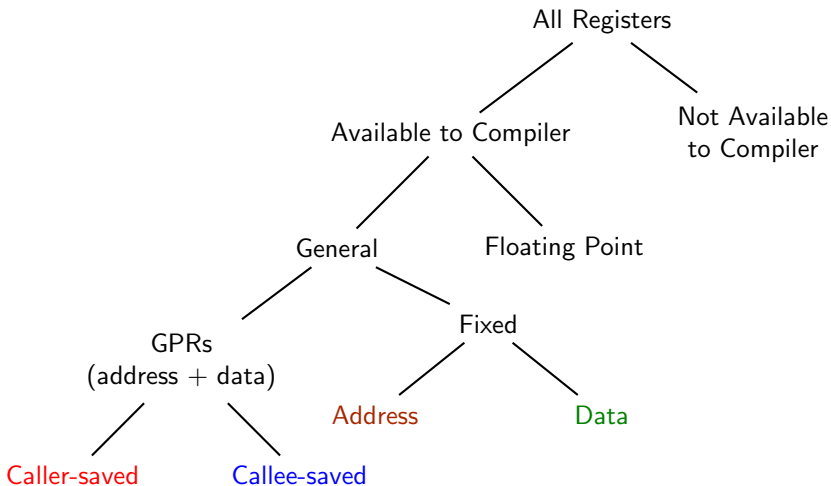 All Registers
Not Available
to Compiler
Available to Compiler
General
Floating Point
Fixed
GPRs
(address + data)
Address
Data
Caller-saved
Callee-saved